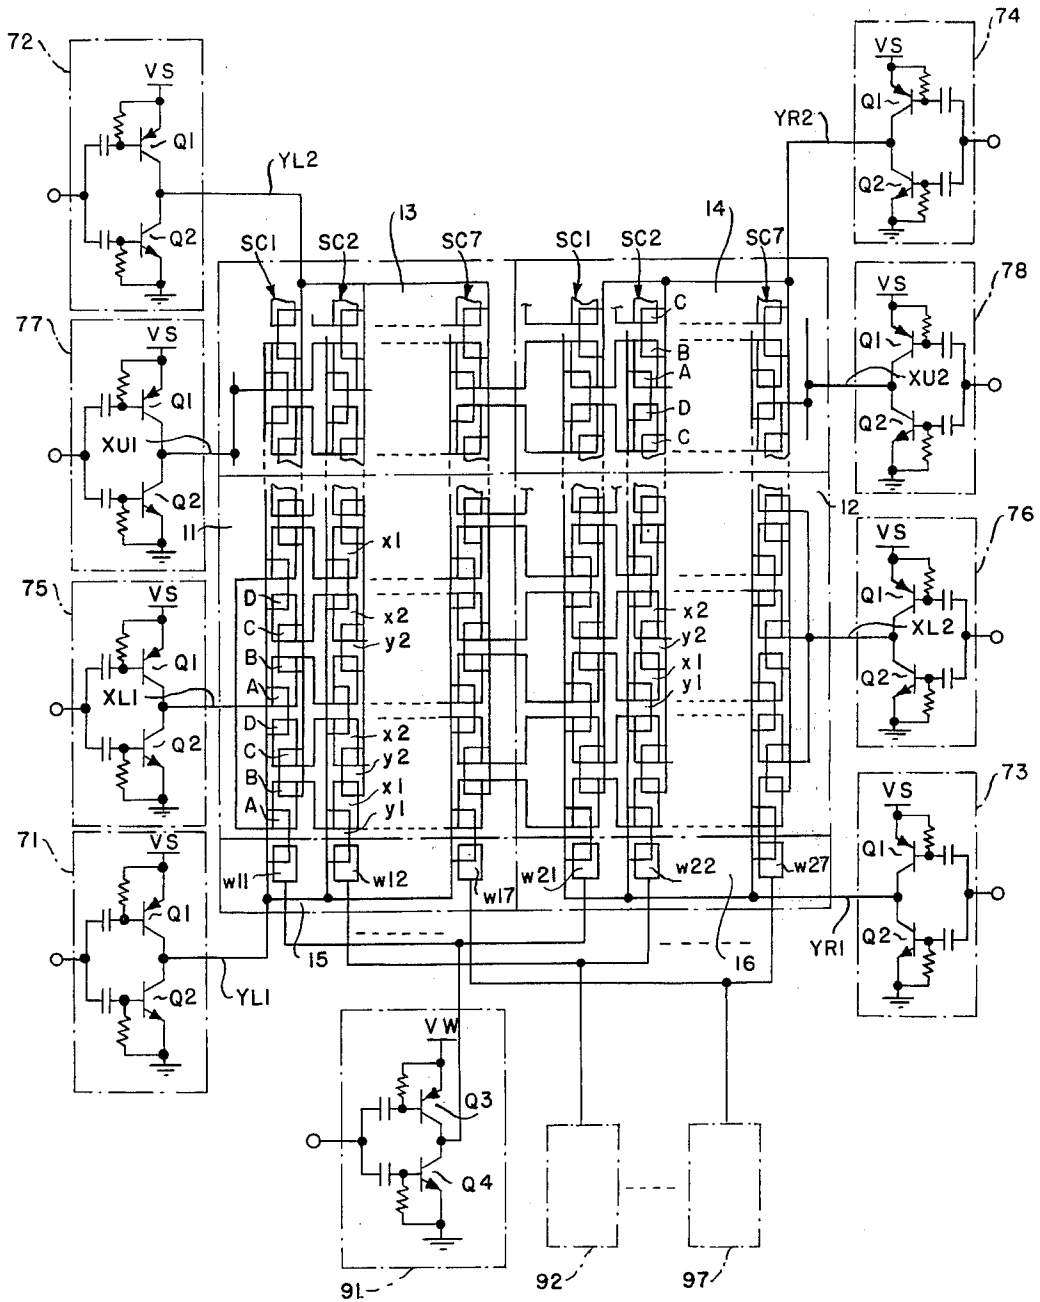 72
VS
Q1
Q2
YL2
74
VS
Q1
Q2
YR2
13
14
SC1
SC2
SC7
SC1
SC2
SC7
77
VS
Q1
XU1
Q2
78
VS
Q1
XU2
Q2
C
B
A
D
C
11
12
x1
D
x2
C
y2
B
A
D
x2
C
y2
B
x1
A
y1
x2
y2
x1
y1
75
VS
Q1
XL1
Q2
76
VS
Q1
XL2
Q2
71
VS
Q1
Q2
YL1
73
VS
Q1
Q2
YR1
w11
w12
w17
w21
w22
w27
15
16
VW
Q3
Q4
91
92
97